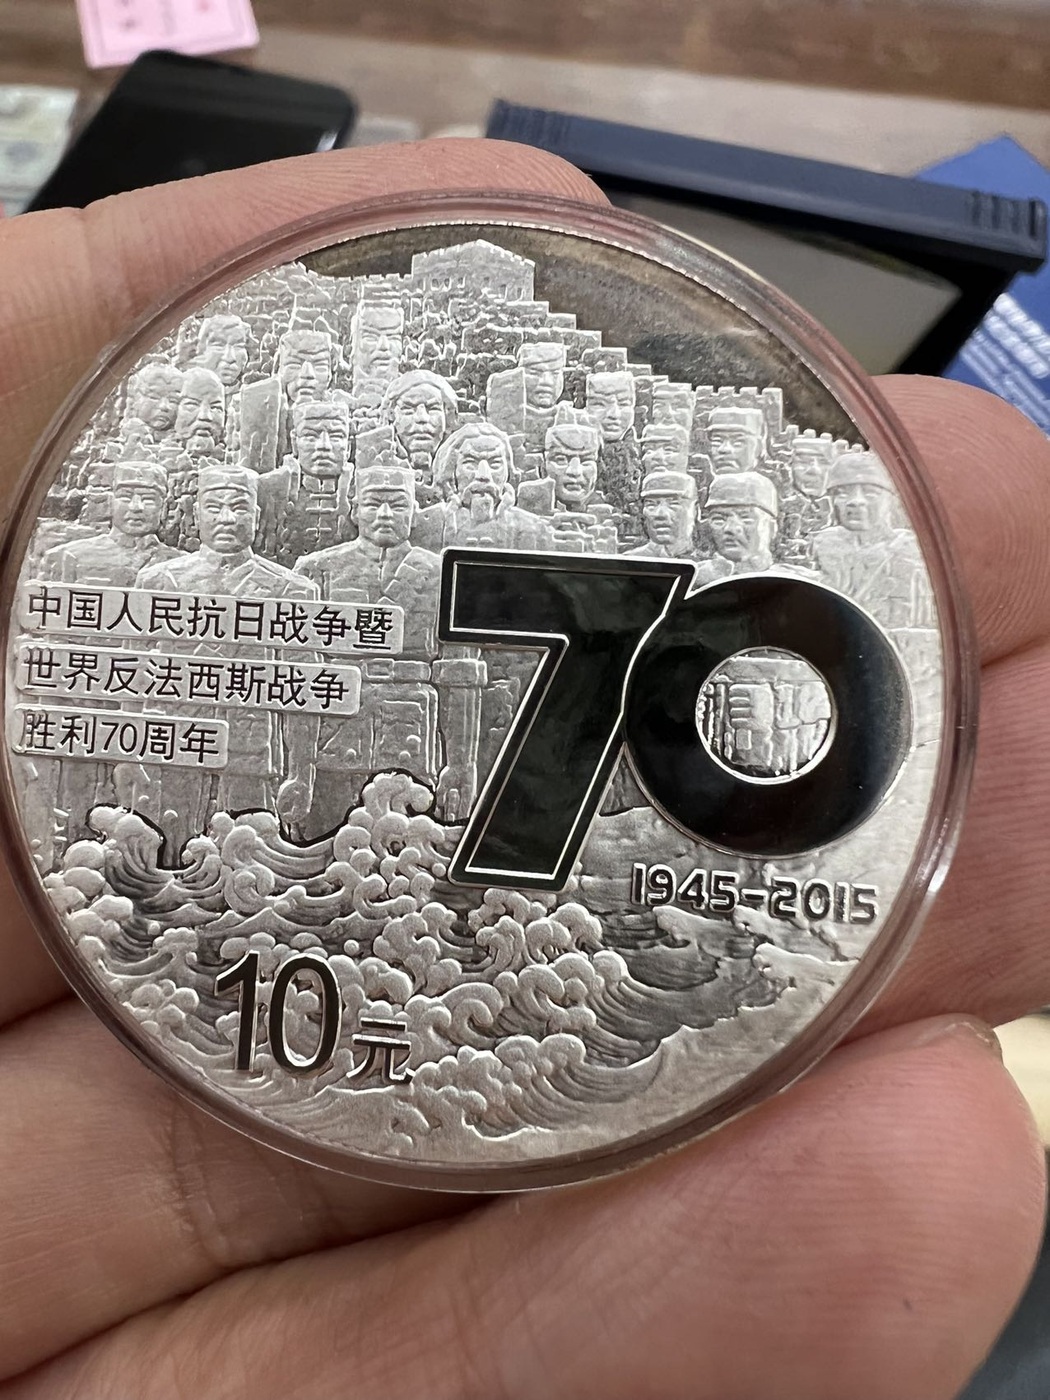 中国人民抗日战争暨
世界反法西斯战争
胜利70周年
70
1945-2015
10元